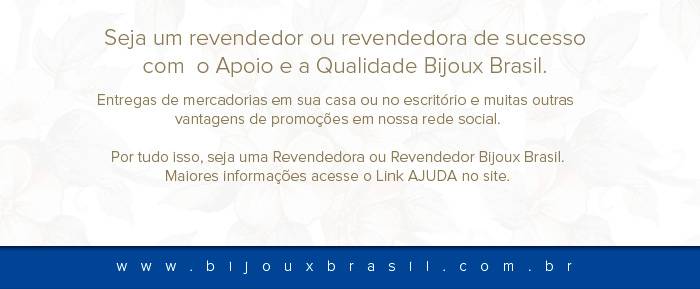 Seja um revendedor ou revendedora de sucesso
com o Apoio e a Qualidade Bijoux Brasil.
Entregas de mercadorias em sua casa ou no escritório e muitas outras
vantagens de promoções em nossa rede social.
Por tudo isso, seja uma Revendedora ou Revendedor Bijoux Brasil.
Maiores informações acesse o Link AJUDA no site.
www.bijouxbrasil.com.br